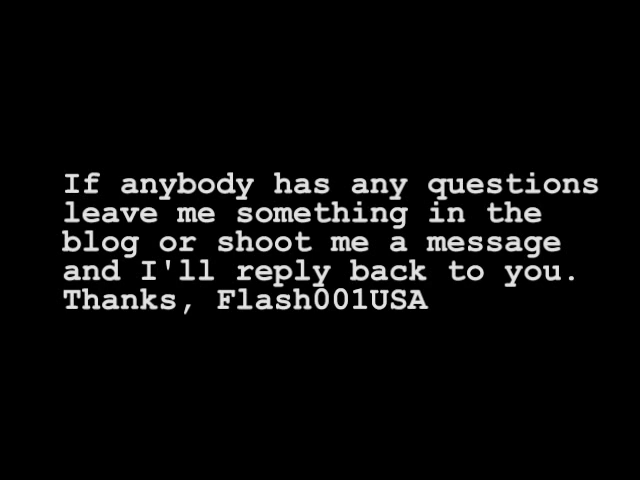 If anybody has any questions
leave me something in the
blog or shoot me a message
and I'll reply back to you.
Thanks, Flash001USA